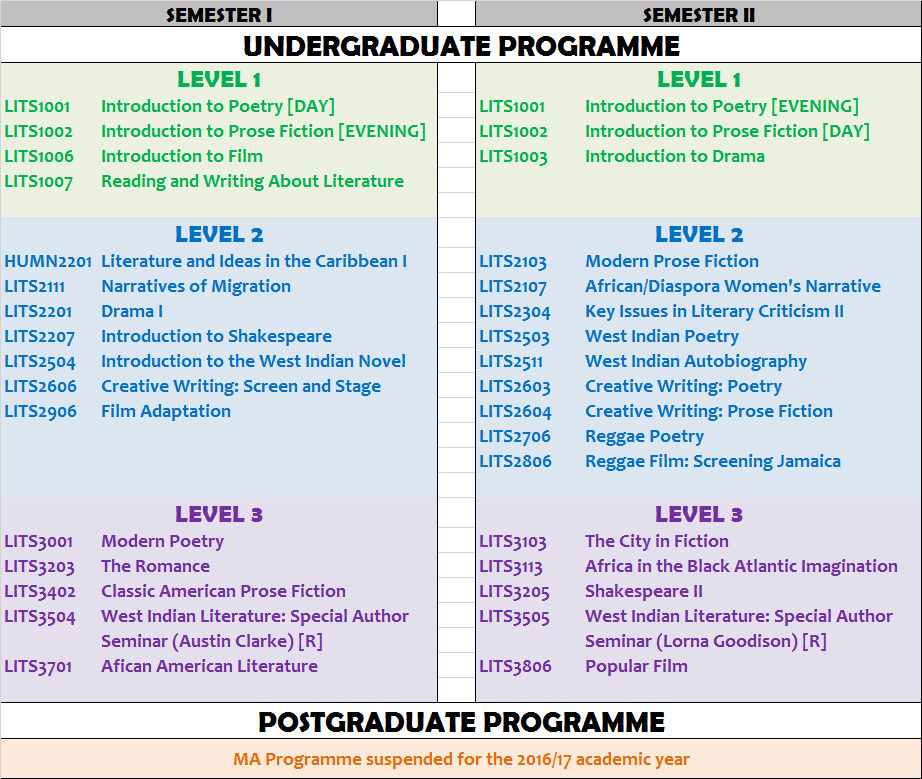 SEMESTER I
SEMESTER II
UNDERGRADUATE PROGRAMME
LEVEL 1
LITS1001 Introduction to Poetry [DAY]
LITS1002 Introduction to Prose Fiction [EVENING]
LITS1006 Introduction to Film
LITS1007 Reading and Writing About Literature
LEVEL 1
LITS1001 Introduction to Poetry [EVENING]
LITS1002 Introduction to Prose Fiction [DAY]
LITS1003 Introduction to Drama
LEVEL 2
HUMN2201 Literature and Ideas in the Caribbean I
LITS2111 Narratives of Migration
LITS2201 Drama I
LITS2207 Introduction to Shakespeare
LITS2504 Introduction to the West Indian Novel
LITS2606 Creative Writing: Screen and Stage
LITS2906 Film Adaptation
LEVEL 2
LITS2103 Modern Prose Fiction
LITS2107 African/Diaspora Women's Narrative
LITS2304 Key Issues in Literary Criticism II
LITS2503 West Indian Poetry
LITS2511 West Indian Autobiography
LITS2603 Creative Writing: Poetry
LITS2604 Creative Writing: Prose Fiction
LITS2706 Reggae Poetry
LITS2806 Reggae Film: Screening Jamaica
LEVEL 3
LITS3001 Modern Poetry
LITS3203 The Romance
LITS3402 Classic American Prose Fiction
LITS3504 West Indian Literature: Special Author
Seminar (Austin Clarke) [R]
LITS3701 Afican American Literature
LEVEL 3
LITS3103 The City in Fiction
LITS3113 Africa in the Black Atlantic Imagination
LITS3205 Shakespeare II
LITS3505 West Indian Literature: Special Author
Seminar (Lorna Goodison) [R]
LITS3806 Popular Film
POSTGRADUATE PROGRAMME
MA Programme suspended for the 2016/17 academic year